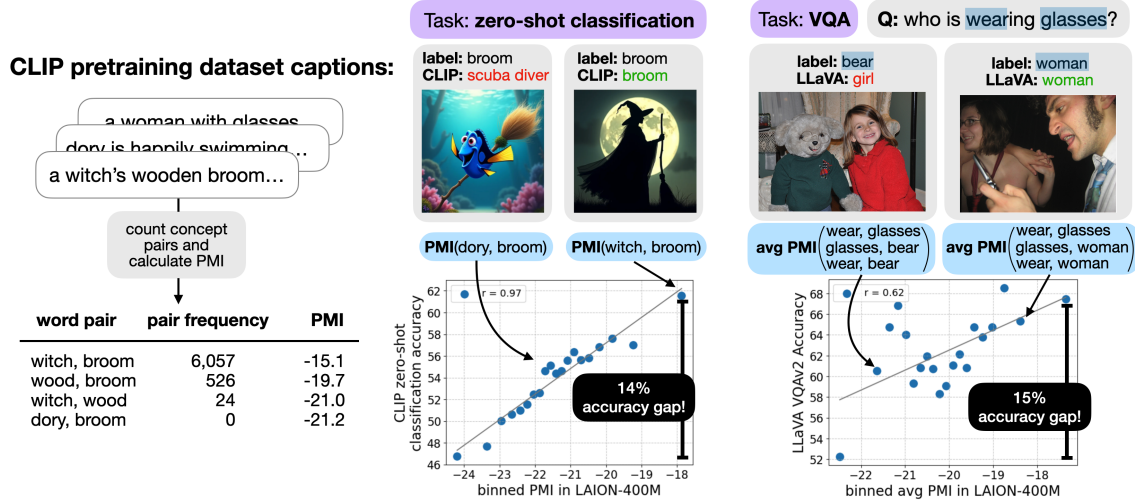 CLIP pretraining dataset captions:
a woman with glasses
dory is happily swimming…
a witch's wooden broom…
count concept
pairs and
calculate PMI
word pair pair frequency PMI
witch, broom 6,057 -15.1
wood, broom 526 -19.7
witch, wood 24 -21.0
dory, broom 0 -21.2
Task: zero-shot classification
label: broom
CLIP: scuba diver
label: broom
CLIP: broom
PMI(dory, broom)
PMI(witch, broom)
r = 0.97
62
60
58
56
54
52
50
48
46
CLIP zero-shot
classification accuracy
14%
accuracy gap!
−24 −23 −22 −21 −20 −19 −18
binned PMI in LAION-400M
Task: VQA
Q: who is wearing glasses?
label: bear
LLaVA: girl
label: woman
LLaVA: woman
avg PMI(wear, glasses
glasses, bear
wear, bear)
avg PMI(wear, glasses
glasses, woman
wear, woman)
r = 0.62
68
66
64
62
60
58
56
54
52
LLaVA VQAv2 Accuracy
15%
accuracy gap!
−22 −21 −20 −19 −18
binned avg PMI in LAION-400M